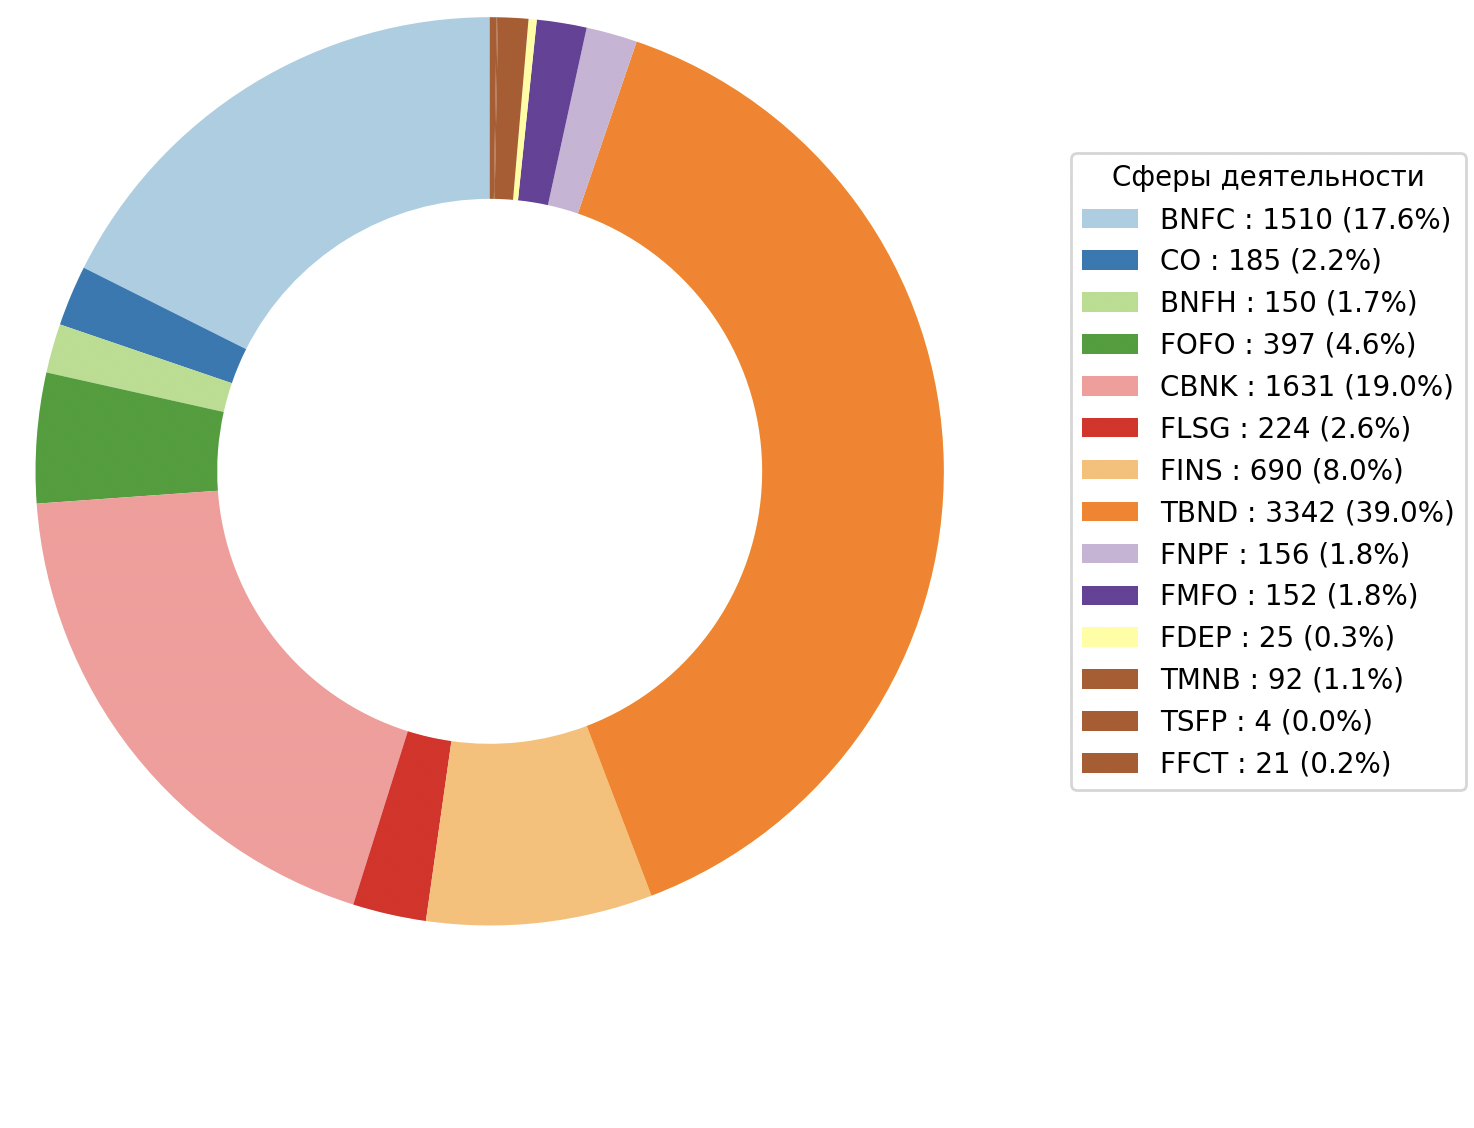 Сферы деятельности
BNFC : 1510 (17.6%)
CO : 185 (2.2%)
BNFH : 150 (1.7%)
FOFO : 397 (4.6%)
CBNK : 1631 (19.0%)
FLSG : 224 (2.6%)
FINS : 690 (8.0%)
TBND : 3342 (39.0%)
FNPF : 156 (1.8%)
FMFO : 152 (1.8%)
FDEP : 25 (0.3%)
TMNB : 92 (1.1%)
TSFP : 4 (0.0%)
FFCT : 21 (0.2%)